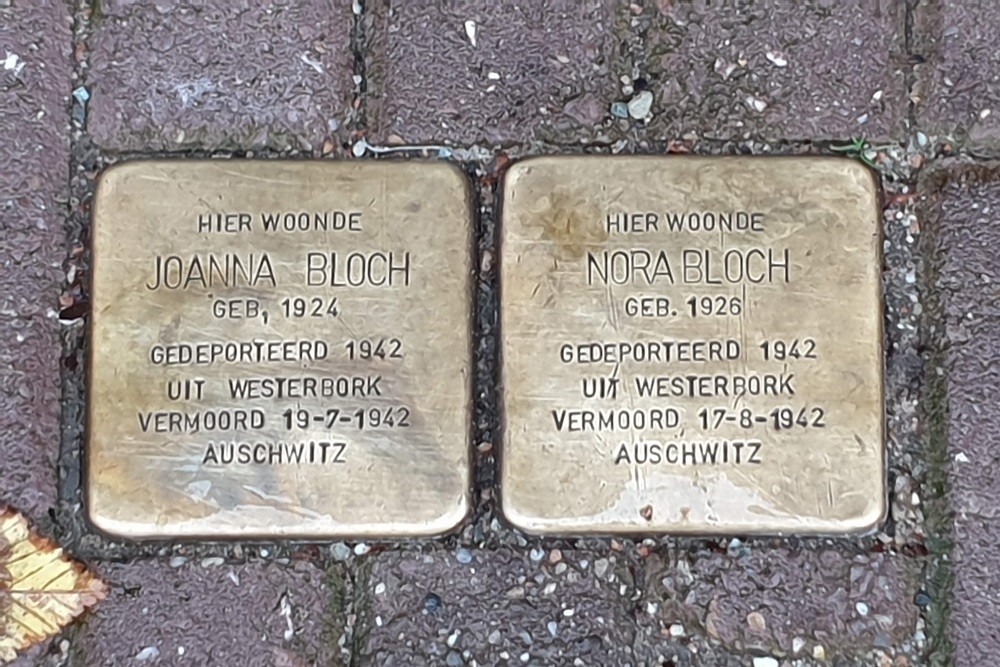 HIER WOONDE
JOANNA BLOCH
GEB, 1924
GEDEPORTEERD 1942
UIT WESTERBORK
VERMOORD 19-7-1942
AUSCHWITZ
HIER WOONDE
NORA BLOCH
GEB. 1926
GEDEPORTEERD 1942
UIT WESTERBORK
VERMOORD 17-8-1942
AUSCHWITZ